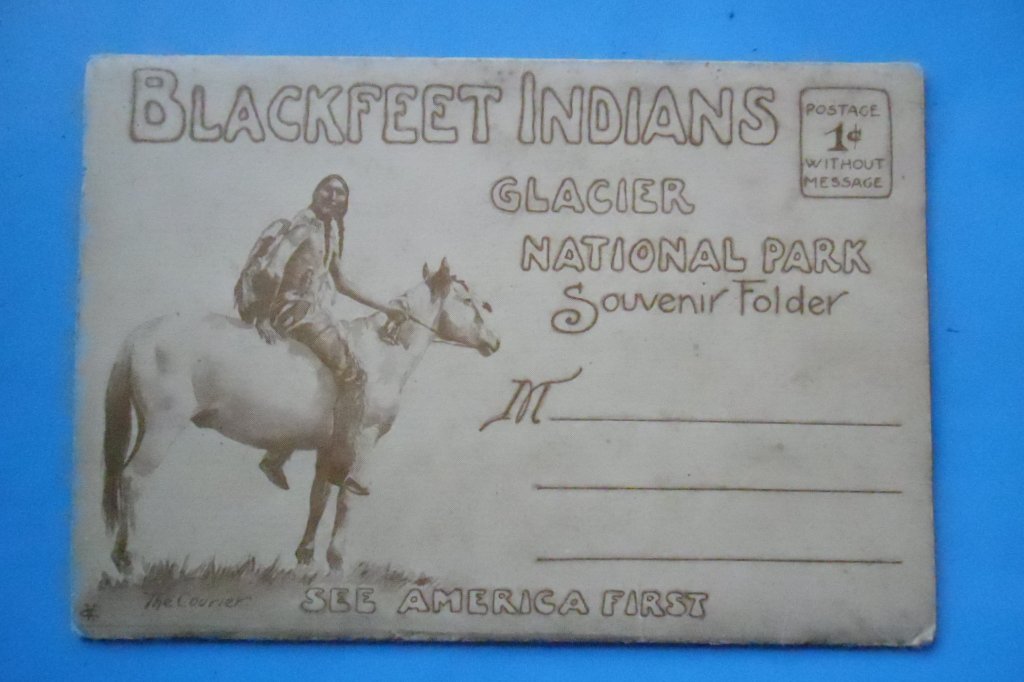 BLACKFEET INDIANS
POSTAGE
1¢
WITHOUT
MESSAGE
GLACIER
NATIONAL PARK
Souvenir Folder
M
The Courier
SEE AMERICA FIRST